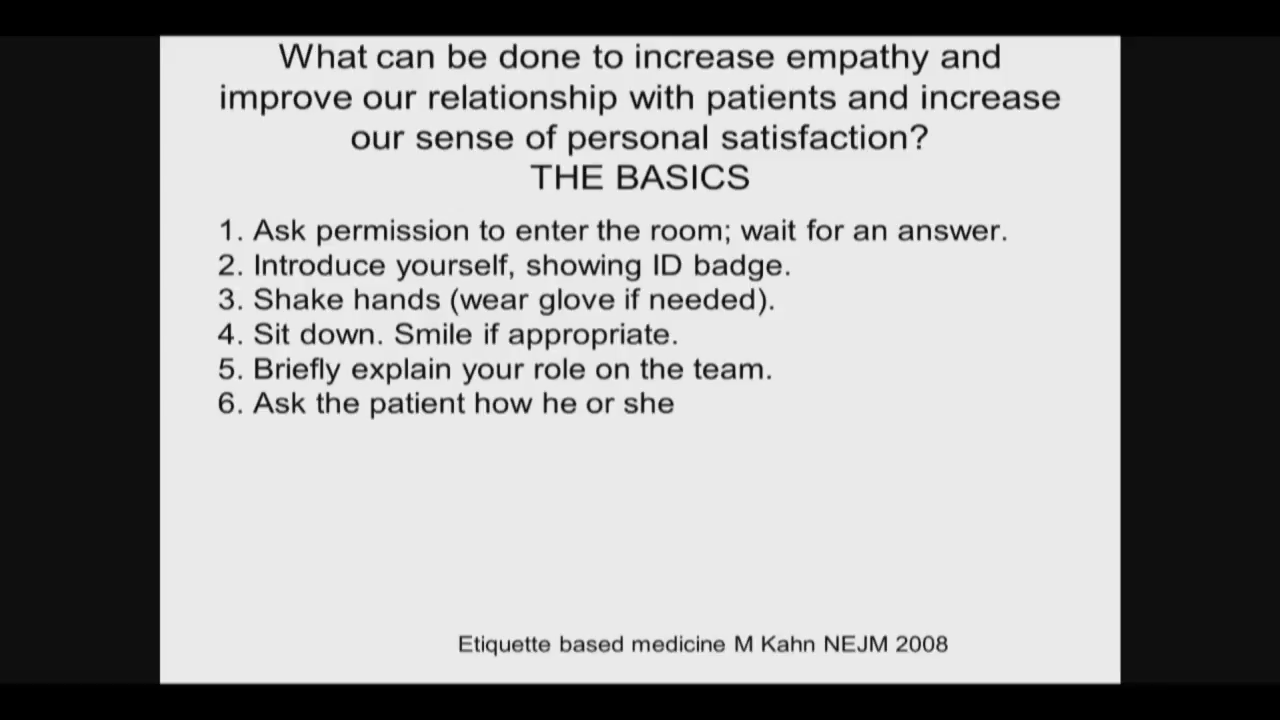 What can be done to increase empathy and
improve our relationship with patients and increase
our sense of personal satisfaction?
THE BASICS
1. Ask permission to enter the room; wait for an answer.
2. Introduce yourself, showing ID badge.
3. Shake hands (wear glove if needed).
4. Sit down. Smile if appropriate.
5. Briefly explain your role on the team.
6. Ask the patient how he or she
Etiquette based medicine M Kahn NEJM 2008